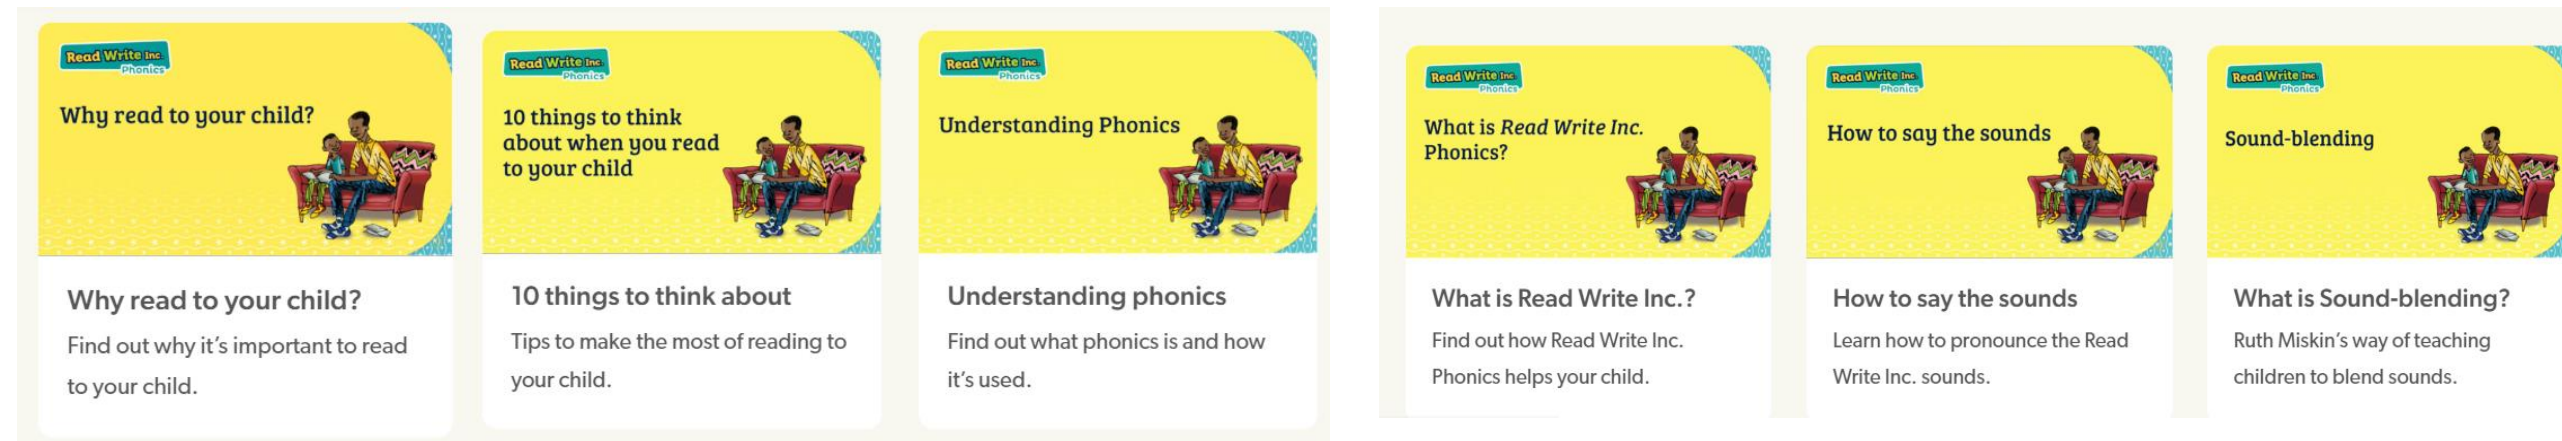 Read Write Inc.
Phonics
Why read to your child?
Why read to your child?
Find out why it's important to read
to your child.
Read Write Inc.
Phonics
10 things to think
about when you read
to your child
10 things to think about
Tips to make the most of reading to
your child.
Read Write Inc.
Phonics
Understanding Phonics
Understanding phonics
Find out what phonics is and how
it's used.
Read Write Inc.
Phonics
What is Read Write Inc.
Phonics?
What is Read Write Inc.?
Find out how Read Write Inc.
Phonics helps your child.
Read Write Inc.
Phonics
How to say the sounds
How to say the sounds
Learn how to pronounce the Read
Write Inc. sounds.
Read Write Inc.
Phonics
Sound-blending
What is Sound-blending?
Ruth Miskin's way of teaching
children to blend sounds.